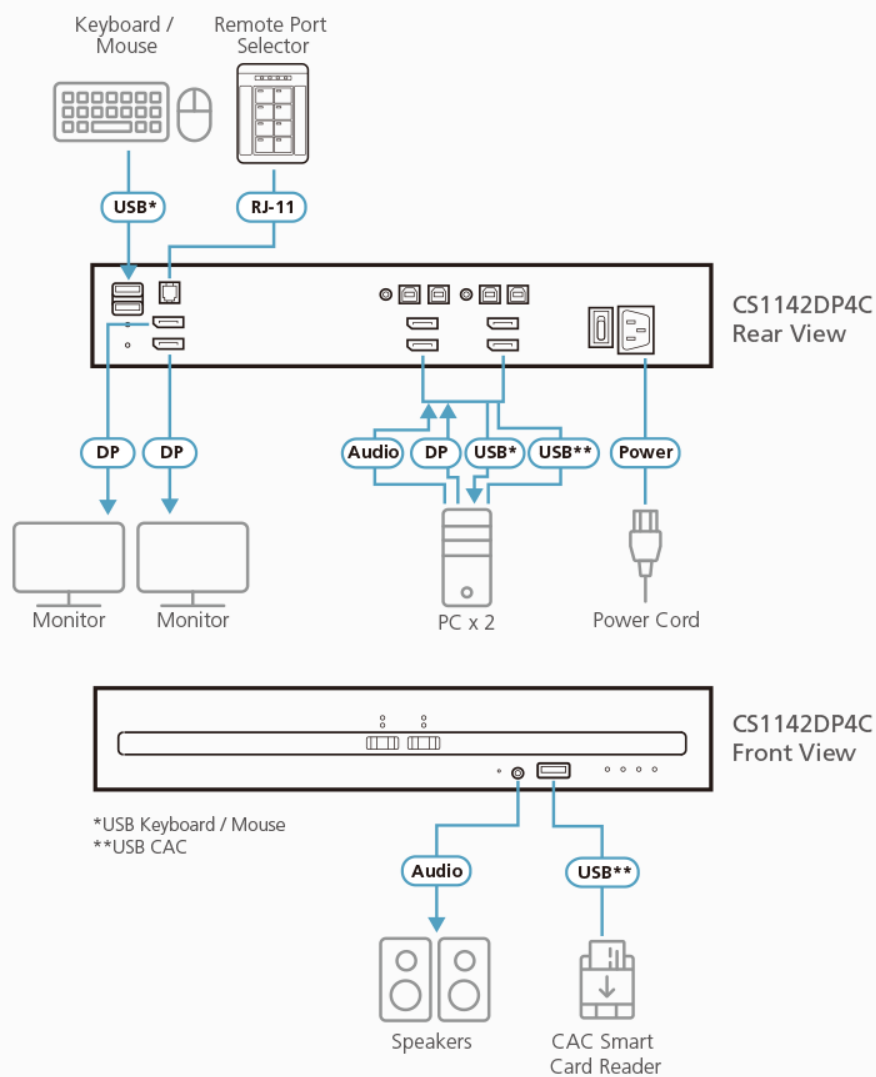 Keyboard /
Mouse
Remote Port
Selector
USB*
RJ-11
CS1142DP4C
Rear View
DP
DP
Audio
DP
USB*
USB**
Power
Monitor
Monitor
PC x 2
Power Cord
CS1142DP4C
Front View
*USB Keyboard / Mouse
**USB CAC
Audio
USB**
Speakers
CAC Smart
Card Reader